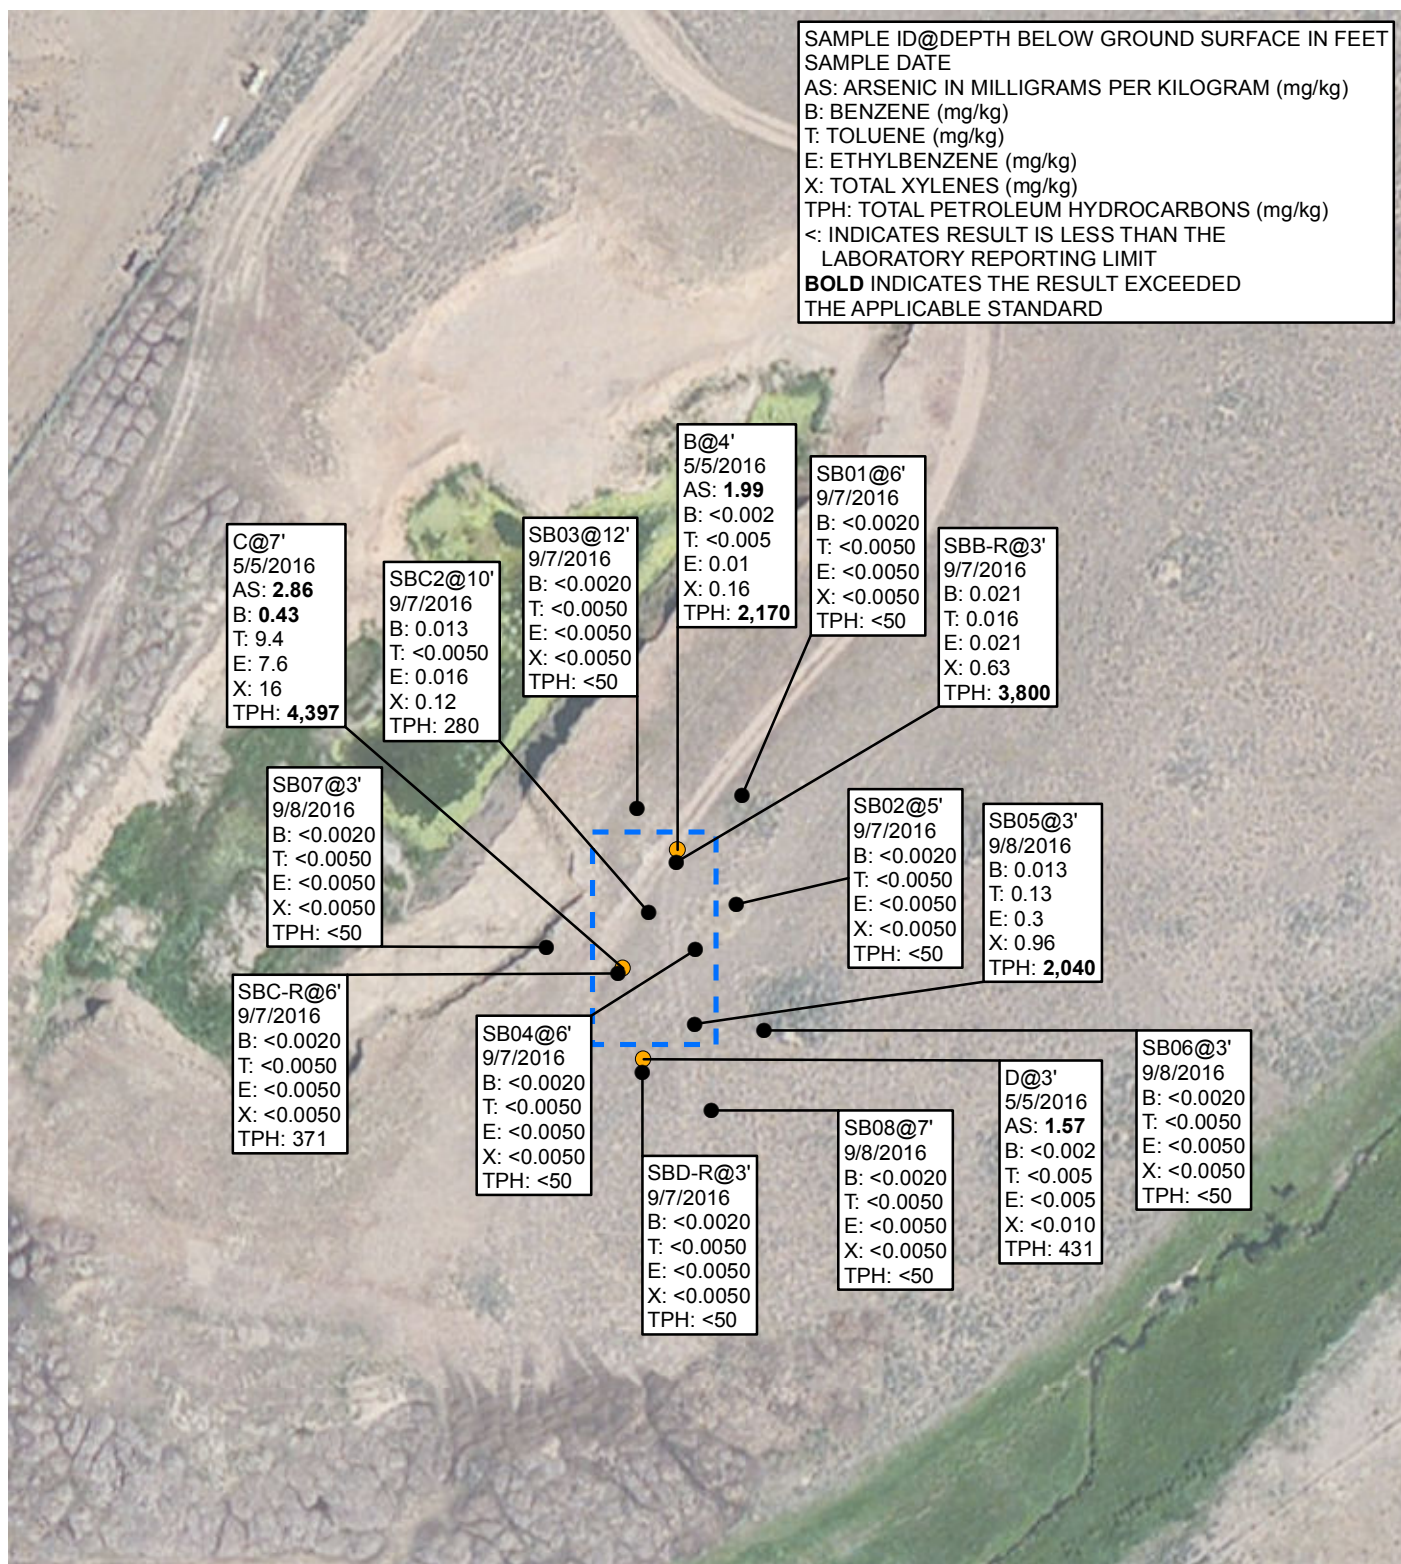 SAMPLE ID@DEPTH BELOW GROUND SURFACE IN FEET
SAMPLE DATE
AS: ARSENIC IN MILLIGRAMS PER KILOGRAM (mg/kg)
B: BENZENE (mg/kg)
T: TOLUENE (mg/kg)
E: ETHYLBENZENE (mg/kg)
X: TOTAL XYLENES (mg/kg)
TPH: TOTAL PETROLEUM HYDROCARBONS (mg/kg)
<: INDICATES RESULT IS LESS THAN THE
LABORATORY REPORTING LIMIT
BOLD INDICATES THE RESULT EXCEEDED
THE APPLICABLE STANDARD
B@4'
5/5/2016
AS: 1.99
B: <0.002
T: <0.005
E: 0.01
X: 0.16
TPH: 2,170
SB01@6'
9/7/2016
B: <0.0020
T: <0.0050
E: <0.0050
X: <0.0050
TPH: <50
SB03@12'
9/7/2016
B: <0.0020
T: <0.0050
E: <0.0050
X: <0.0050
TPH: <50
C@7'
5/5/2016
AS: 2.86
B: 0.43
T: 9.4
E: 7.6
X: 16
TPH: 4,397
SBB-R@3'
9/7/2016
B: 0.021
T: 0.016
E: 0.021
X: 0.63
TPH: 3,800
SBC2@10'
9/7/2016
B: 0.013
T: <0.0050
E: 0.016
X: 0.12
TPH: 280
SB07@3'
9/8/2016
B: <0.0020
T: <0.0050
E: <0.0050
X: <0.0050
TPH: <50
SB02@5'
9/7/2016
B: <0.0020
T: <0.0050
E: <0.0050
X: <0.0050
TPH: <50
SB05@3'
9/8/2016
B: 0.013
T: 0.13
E: 0.3
X: 0.96
TPH: 2,040
SBC-R@6'
9/7/2016
B: <0.0020
T: <0.0050
E: <0.0050
X: <0.0050
TPH: 371
SB04@6'
9/7/2016
B: <0.0020
T: <0.0050
E: <0.0050
X: <0.0050
TPH: <50
SB06@3'
9/8/2016
B: <0.0020
T: <0.0050
E: <0.0050
X: <0.0050
TPH: <50
D@3'
5/5/2016
AS: 1.57
B: <0.002
T: <0.005
E: <0.005
X: <0.010
TPH: 431
SB08@7'
9/8/2016
B: <0.0020
T: <0.0050
E: <0.0050
X: <0.0050
TPH: <50
SBD-R@3'
9/7/2016
B: <0.0020
T: <0.0050
E: <0.0050
X: <0.0050
TPH: <50